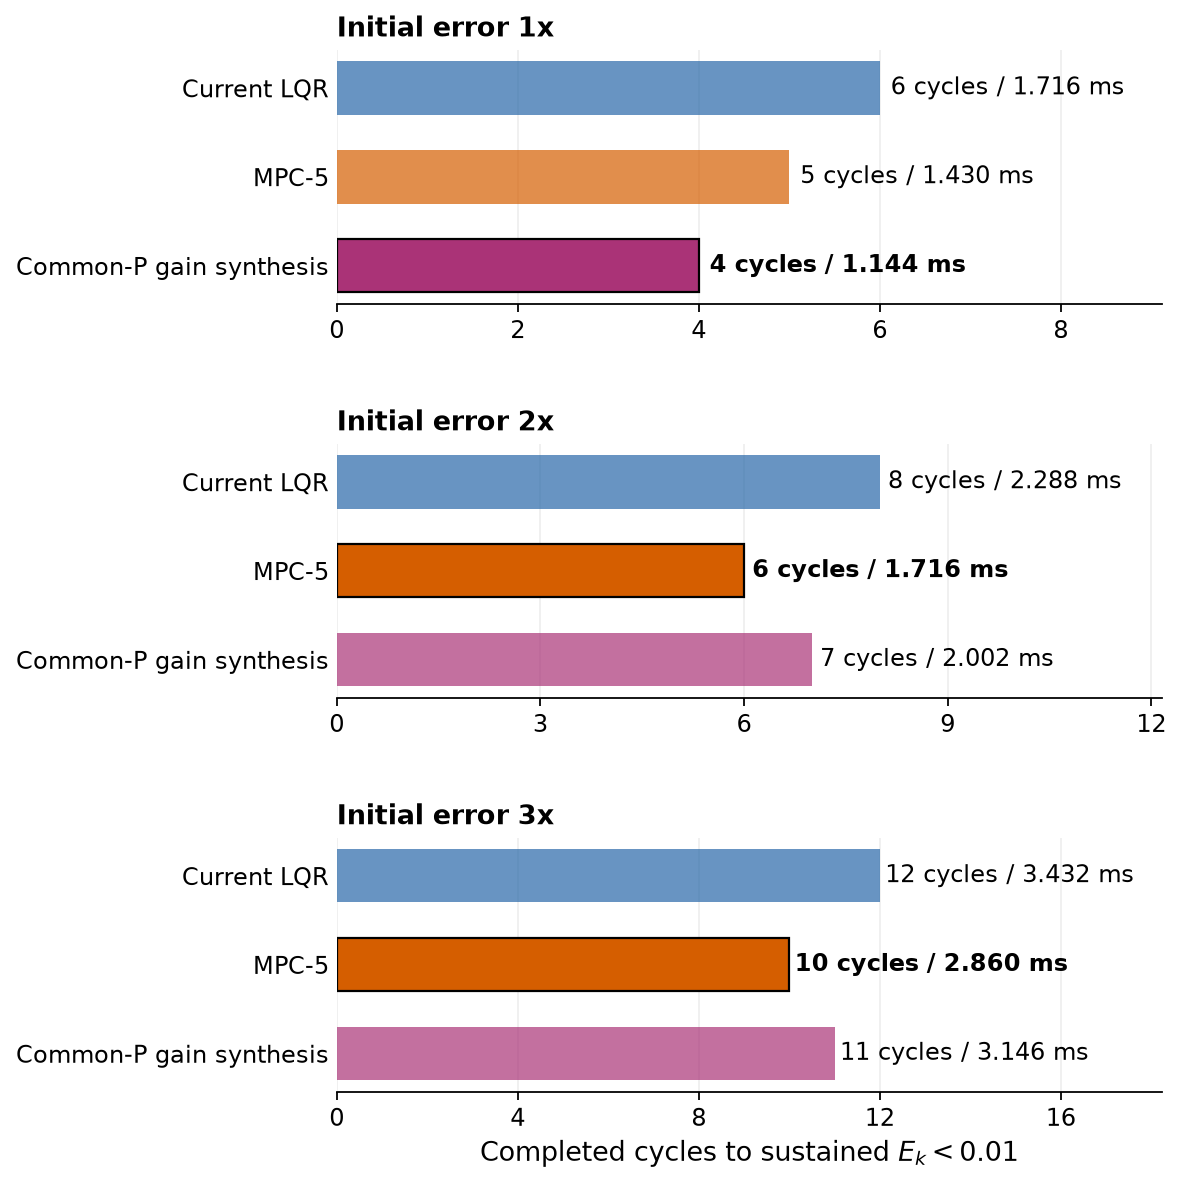 Initial error 1x
Current LQR
6 cycles / 1.716 ms
MPC-5
5 cycles / 1.430 ms
Common-P gain synthesis
4 cycles / 1.144 ms
0 2 4 6 8
Initial error 2x
Current LQR
8 cycles / 2.288 ms
MPC-5
6 cycles / 1.716 ms
Common-P gain synthesis
7 cycles / 2.002 ms
0 3 6 9 12
Initial error 3x
Current LQR
12 cycles / 3.432 ms
MPC-5
10 cycles / 2.860 ms
Common-P gain synthesis
11 cycles / 3.146 ms
0 4 8 12 16
Completed cycles to sustained $E_k < 0.01$